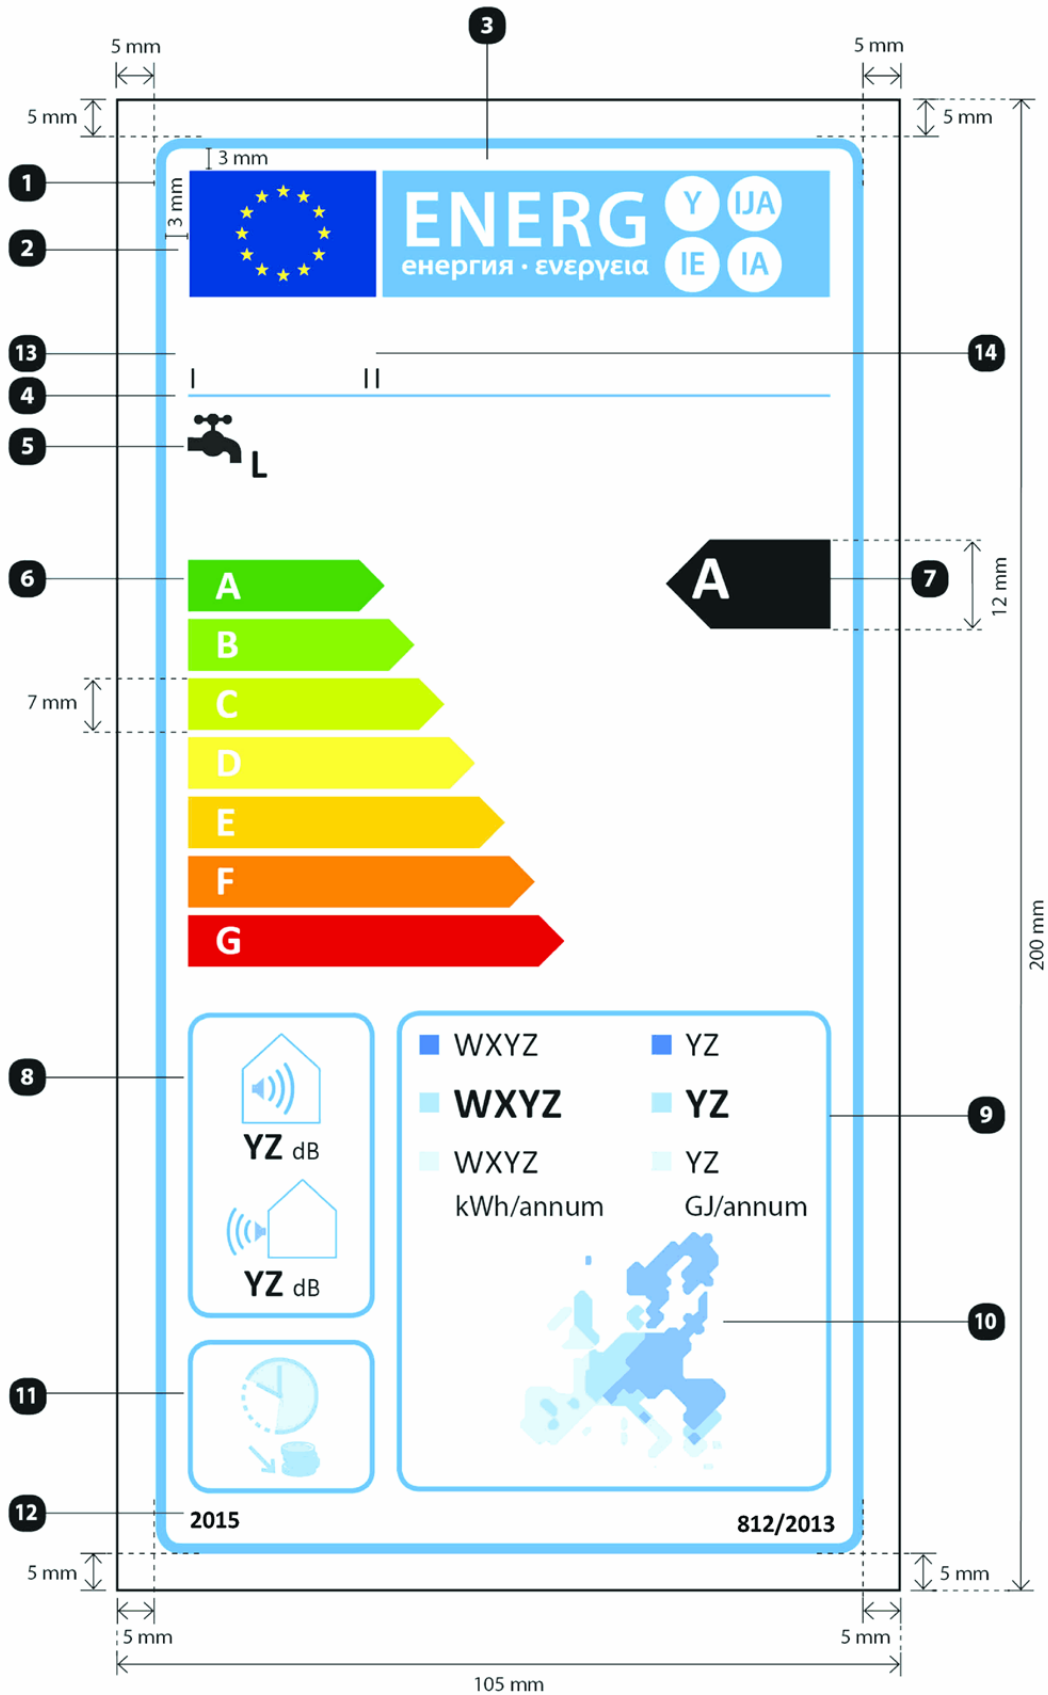 3
5 mm
5 mm
5 mm
5 mm
3 mm
1
3 mm
2
ENERG
енергия · ενεργεια
Y IJA
IE IA
13
14
I II
4
5
L
6
A
A
7
12 mm
B
7 mm
C
D
E
F
G
200 mm
8
YZ dB
YZ dB
WXYZ YZ
WXYZ YZ
WXYZ YZ
kWh/annum GJ/annum
9
10
11
12
2015
812/2013
5 mm
5 mm
5 mm
5 mm
105 mm